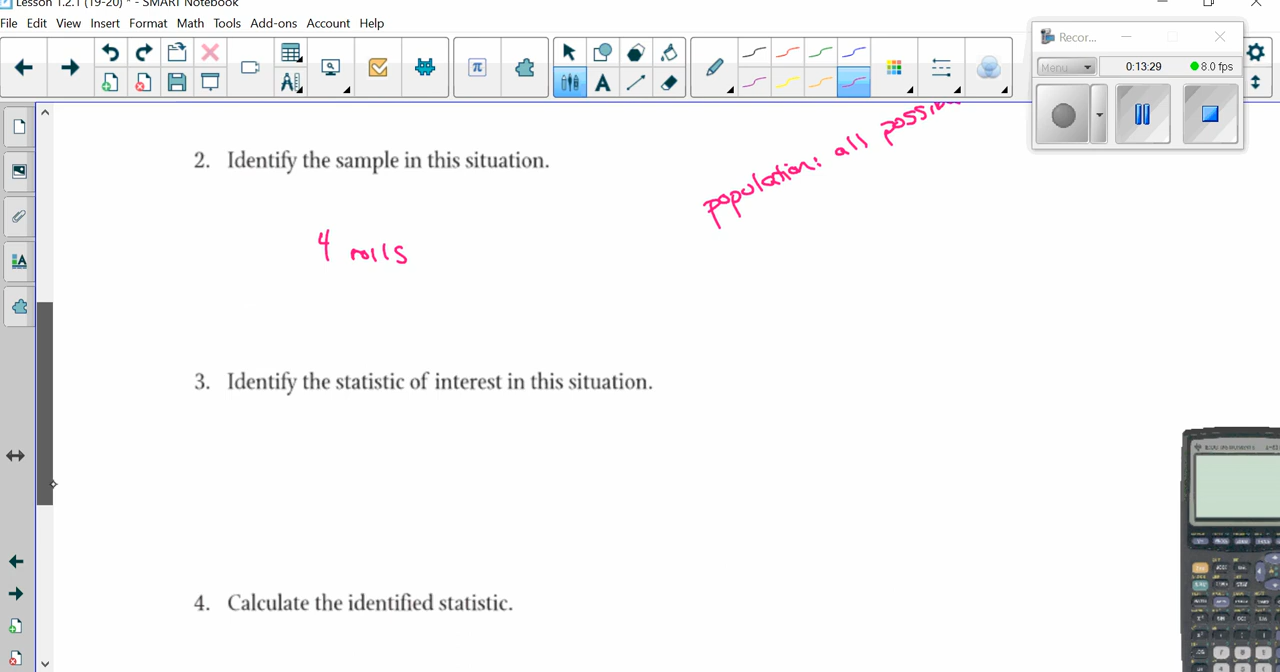 Lesson 1.2.1 (19-20) * - SMART Notebook
File Edit View Insert Format Math Tools Add-ons Account Help
Recor...
Menu
0:13:29
8.0 fps
population: all
2. Identify the sample in this situation.
4 rolls
3. Identify the statistic of interest in this situation.
4. Calculate the identified statistic.